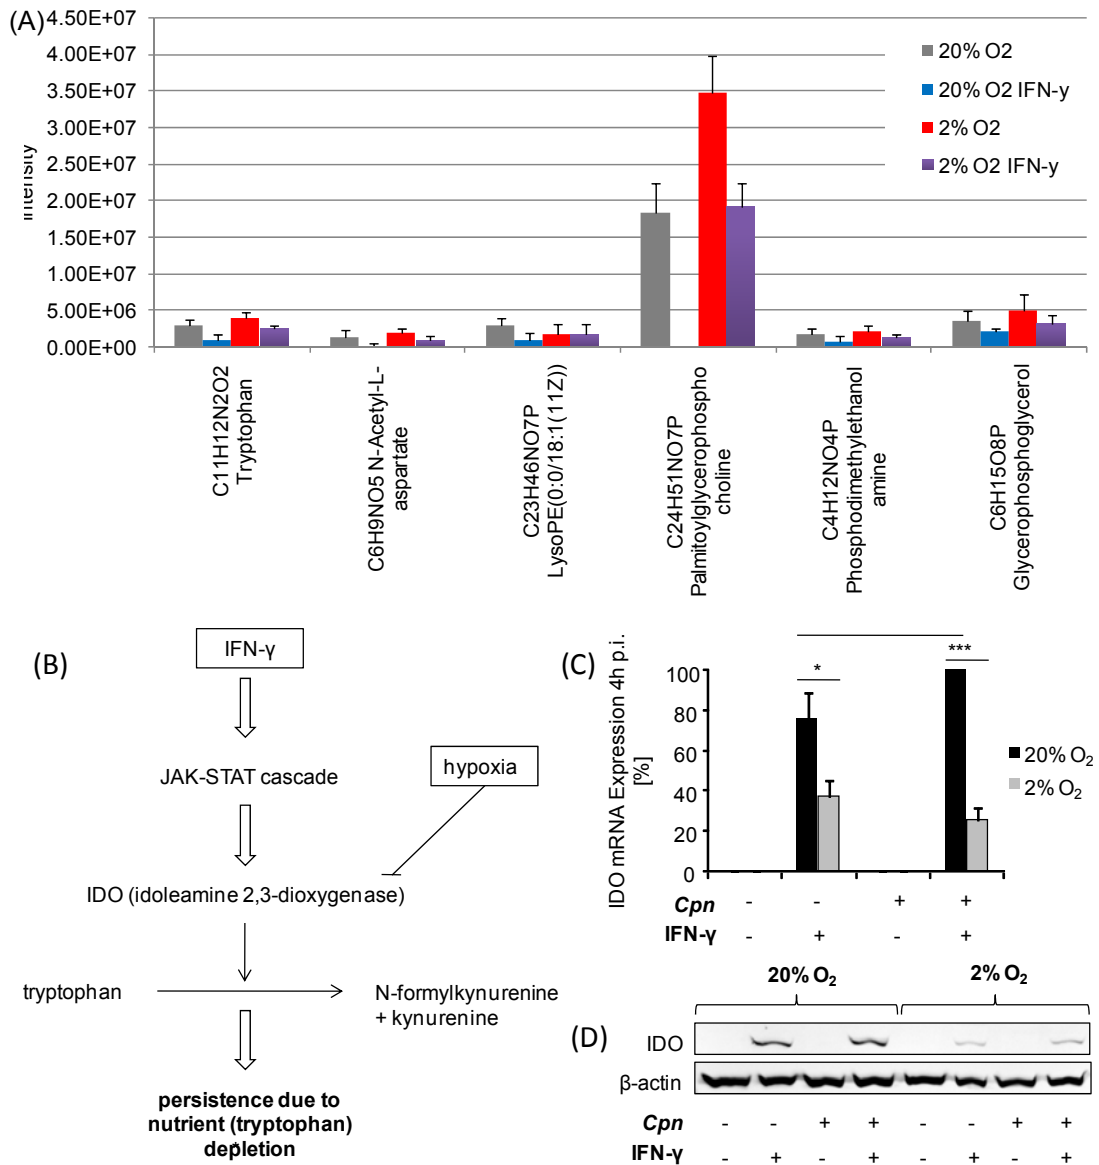 (A)
4.50E+07
4.00E+07
3.50E+07
3.00E+07
2.50E+07
2.00E+07
1.50E+07
1.00E+07
5.00E+06
0.00E+00
Intensity
20% O2
20% O2 IFN-y
2% O2
2% O2 IFN-y
C11H12N2O2
Tryptophan
C6H9NO5 N-Acetyl-L-
aspartate
C23H46NO7P
LysoPE(0:0/18:1(11Z))
C24H51NO7P
Palmitoylglycerophospho
choline
C4H12NO4P
Phosphodimethylethanol
amine
C6H15O8P
Glycerophosphoglycerol
(B)
IFN-γ
JAK-STAT cascade
hypoxia
IDO (idoleamine 2,3-dioxygenase)
tryptophan
N-formylkynurenine
+ kynurenine
persistence due to
nutrient (tryptophan)
depletion
(C)
IDO mRNA Expression 4h p.i.
[%]
100
80
60
40
20
0
*
***
20% O2
2% O2
Cpn - - + +
IFN-γ - + - +
20% O2 2% O2
(D)
IDO
β-actin
Cpn - - + + - - + +
IFN-γ - + - + - + - +